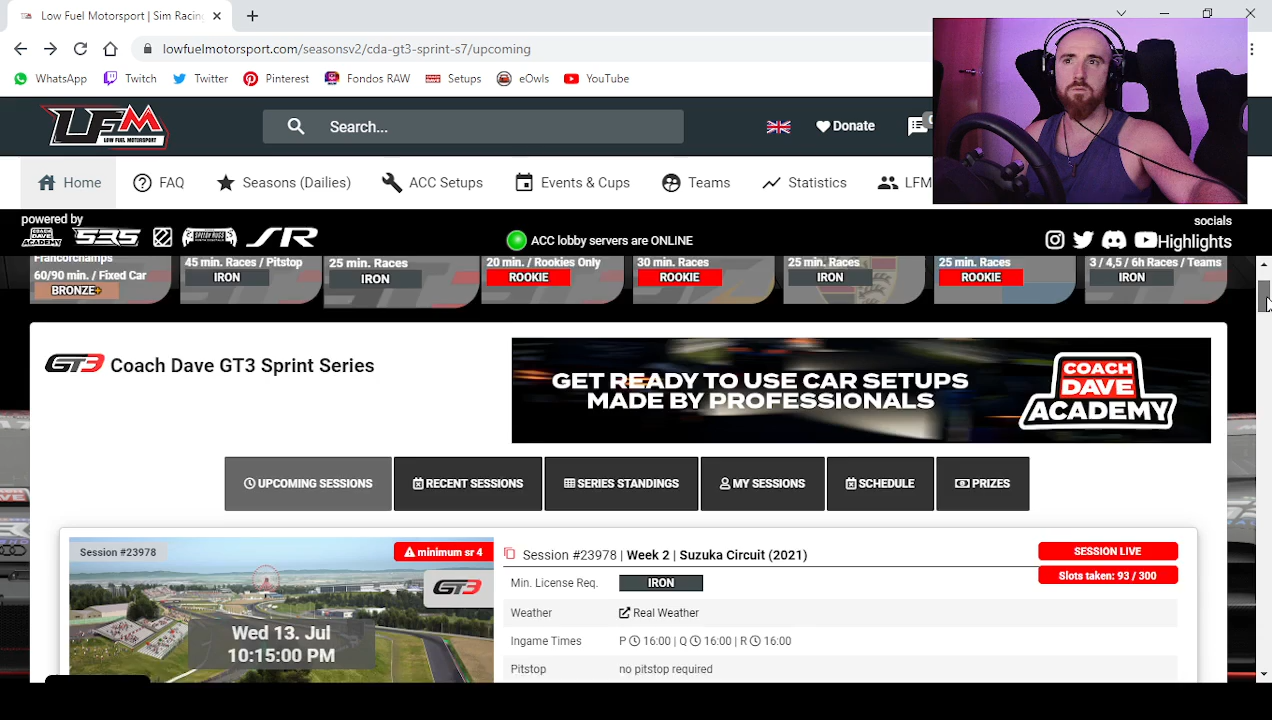 Low Fuel Motorsport | Sim Racing
lowfuelmotorsport.com/seasonsv2/cda-gt3-sprint-s7/upcoming
WhatsApp Twitch Twitter Pinterest Fondos RAW Setups eOwls YouTube
LFM
LOW FUEL MOTORSPORT
Search...
Donate
Home FAQ Seasons (Dailies) ACC Setups Events & Cups Teams Statistics LFM
powered by
COACH DAVE ACADEMY S35 SR
ACC lobby servers are ONLINE
socials
Highlights
Francorchamps
60/90 min. / Fixed Car
BRONZE+
45 min. Races / Pitstop
IRON
25 min. Races
IRON
20 min. / Rookies Only
ROOKIE
30 min. Races
ROOKIE
25 min. Races
IRON
25 min. Races
ROOKIE
3 / 4,5 / 6h Races / Teams
IRON
GT3 Coach Dave GT3 Sprint Series
GET READY TO USE CAR SETUPS
MADE BY PROFESSIONALS
COACH
DAVE
ACADEMY
UPCOMING SESSIONS RECENT SESSIONS SERIES STANDINGS MY SESSIONS SCHEDULE PRIZES
Session #23978
minimum sr 4
GT3
Wed 13. Jul
10:15:00 PM
Session #23978 | Week 2 | Suzuka Circuit (2021)
SESSION LIVE
Slots taken: 93 / 300
Min. License Req. IRON
Weather Real Weather
Ingame Times P 16:00 | Q 16:00 | R 16:00
Pitstop no pitstop required